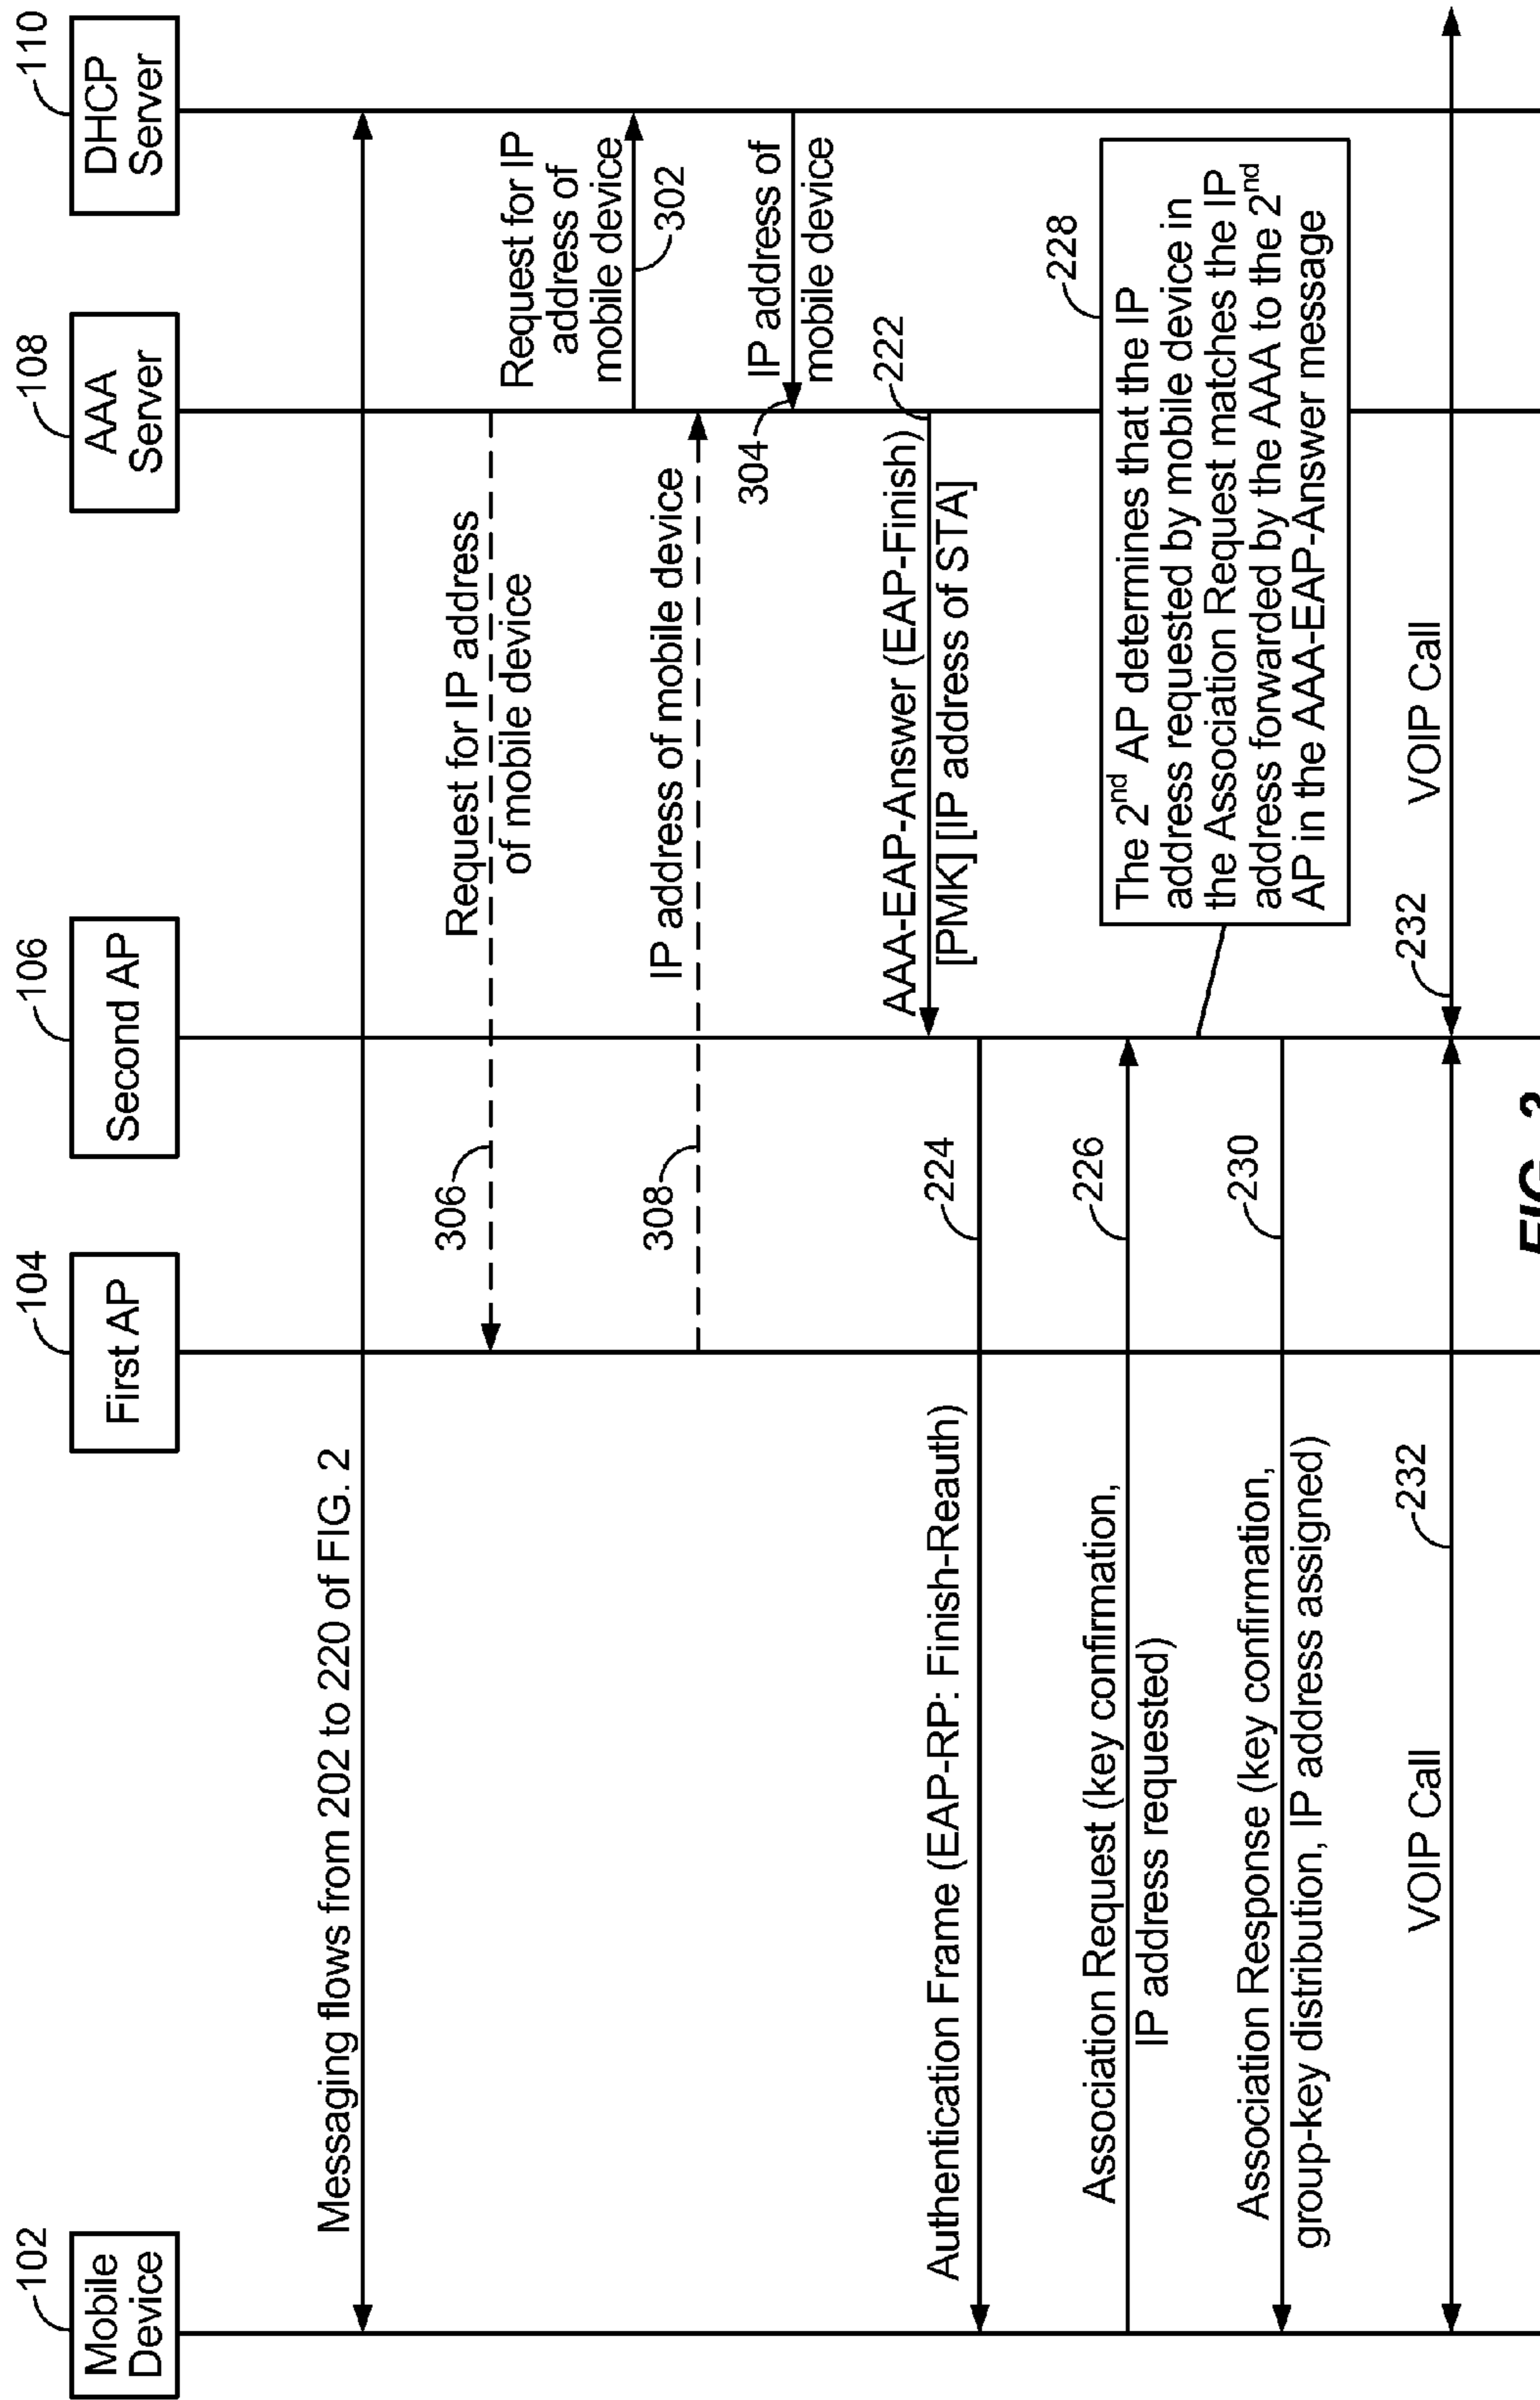 102
Mobile
Device
104
First AP
106
Second AP
108
AAA
Server
110
DHCP
Server
Messaging flows from 202 to 220 of FIG. 2
306
Request for IP address
of mobile device
Request for IP
address of
mobile device
302
308
IP address of mobile device
304
IP address of
mobile device
AAA-EAP-Answer (EAP-Finish)
[PMK] [IP address of STA]
222
Authentication Frame (EAP-RP: Finish-Reauth)
224
Association Request (key confirmation,
IP address requested)
226
228
The 2nd AP determines that the IP
address requested by mobile device in
the Association Request matches the IP
address forwarded by the AAA to the 2nd
AP in the AAA-EAP-Answer message
Association Response (key confirmation,
group-key distribution, IP address assigned)
230
VOIP Call
232
232
VOIP Call